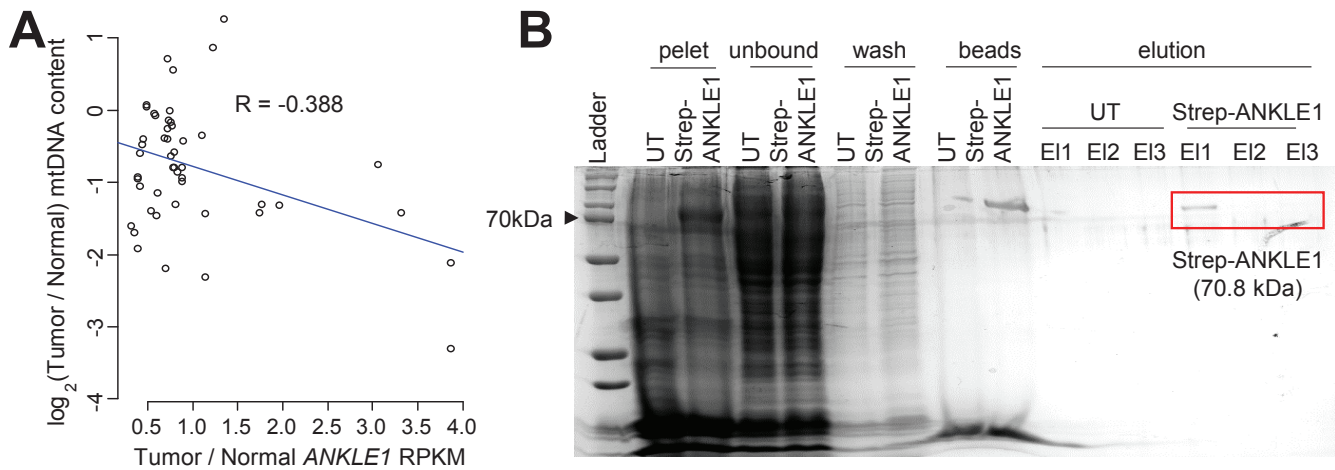 A
log2(Tumor / Normal) mtDNA content
1
0
-1
-2
-3
-4
R = -0.388
0.5 1.0 1.5 2.0 2.5 3.0 3.5 4.0
Tumor / Normal ANKLE1 RPKM
B
pelet unbound wash beads elution
UT Strep-ANKLE1
Ladder
UT
Strep-
ANKLE1
UT
Strep-
ANKLE1
UT
Strep-
ANKLE1
UT
Strep-
ANKLE1
El1 El2 El3 El1 El2 El3
70kDa
Strep-ANKLE1
(70.8 kDa)